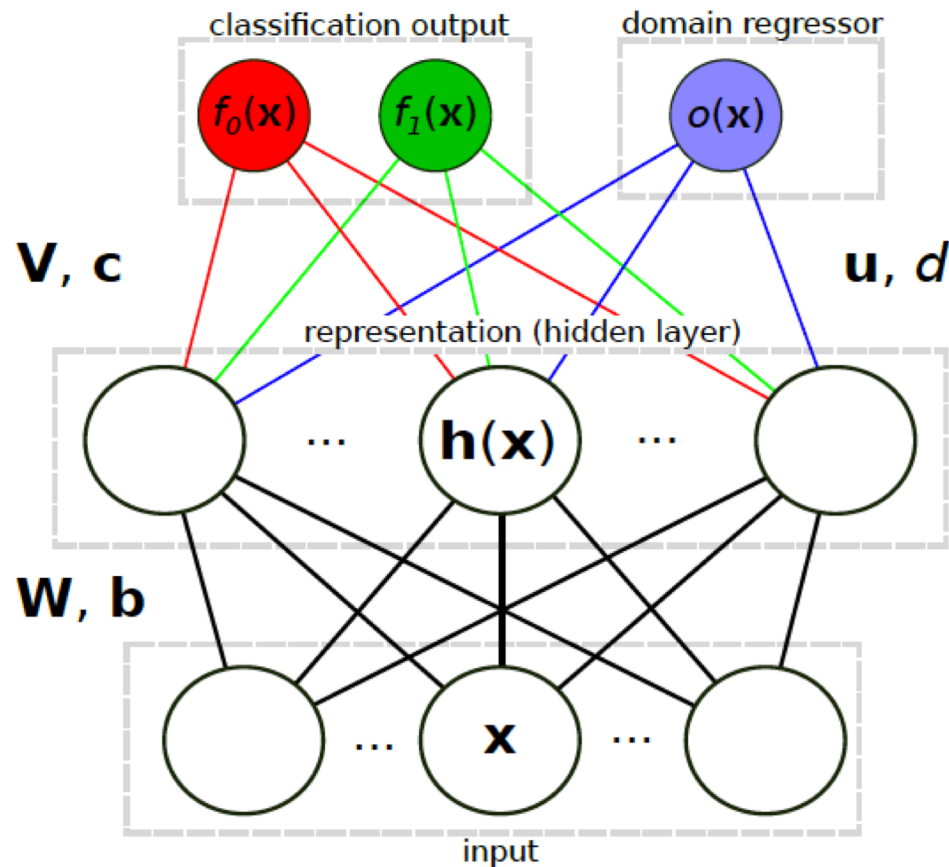 classification output
domain regressor
f₀(x)
f₁(x)
o(x)
V, c
u, d
representation (hidden layer)
...
h(x)
...
W, b
...
x
...
input